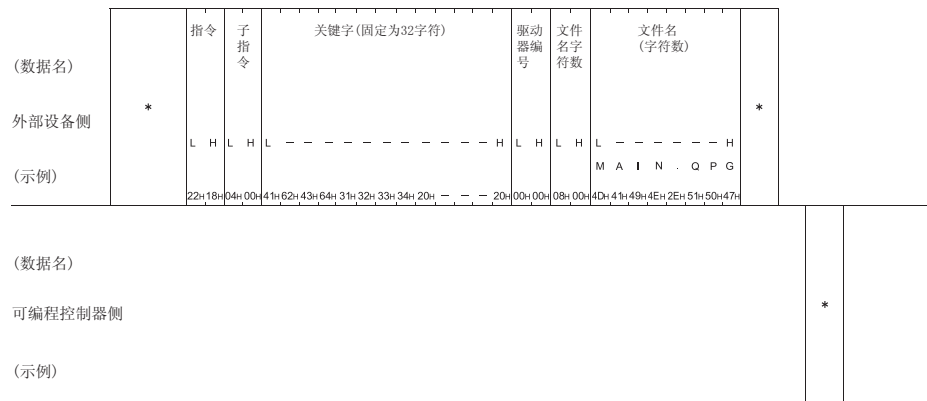 指令 子指令 关键字(固定为32字符) 驱动器编号 文件名字符数 文件名(字符数)
(数据名)
* *
外部设备侧
L H L H L － － － － － － － － － － － － H L H L H L － － － － － － H
M A I N . Q P G
(示例)
22H 18H 04H 00H 41H 62H 43H 64H 31H 32H 33H 34H 20H － － － 20H 00H 00H 08H 00H 4DH 41H 49H 4EH 2EH 51H 50H 47H
(数据名)
可编程控制器侧 *
(示例)